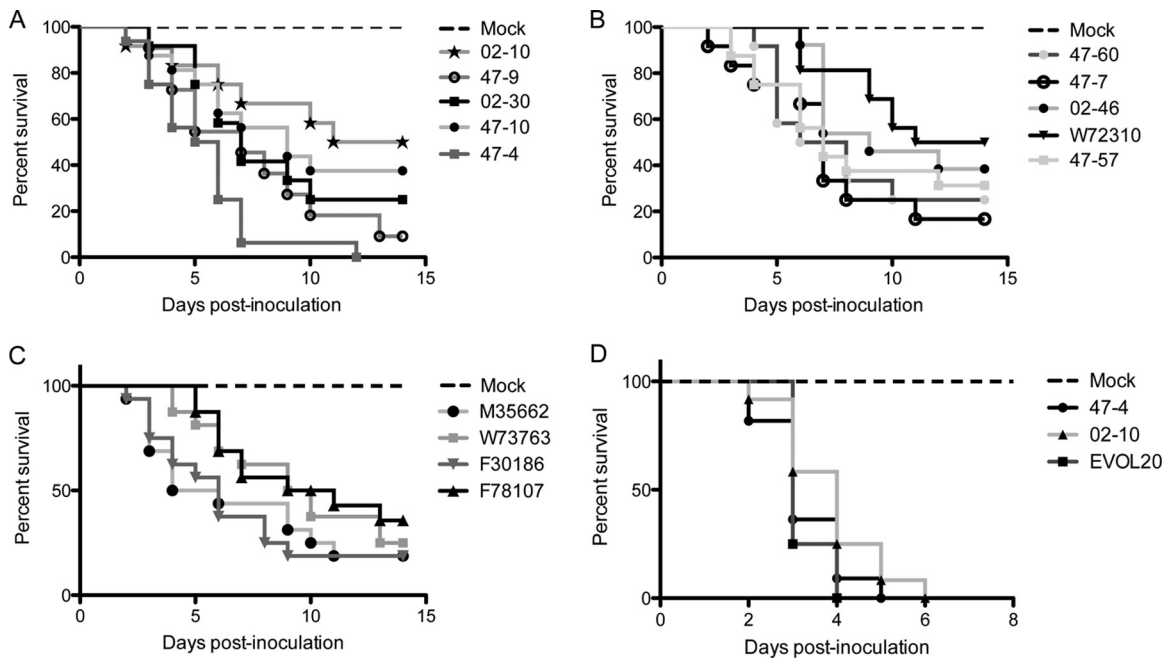 A
Percent survival
100
80
60
40
20
0
0 5 10 15
Days post-inoculation
Mock
02-10
47-9
02-30
47-10
47-4
B
Percent survival
100
80
60
40
20
0
0 5 10 15
Days post-inoculation
Mock
47-60
47-7
02-46
W72310
47-57
C
Percent survival
100
50
0
0 5 10 15
Days post-inoculation
Mock
M35662
W73763
F30186
F78107
D
Percent survival
100
50
0
0 2 4 6 8
Days post-inoculation
Mock
47-4
02-10
EVOL20